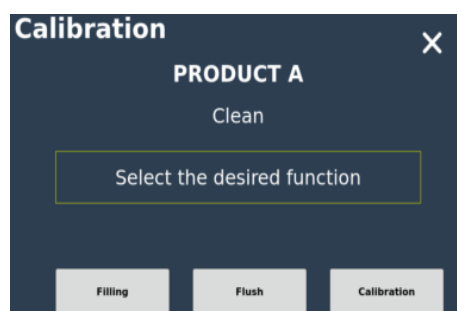 Calibration
PRODUCT A
Clean
Select the desired function
Filling Flush Calibration